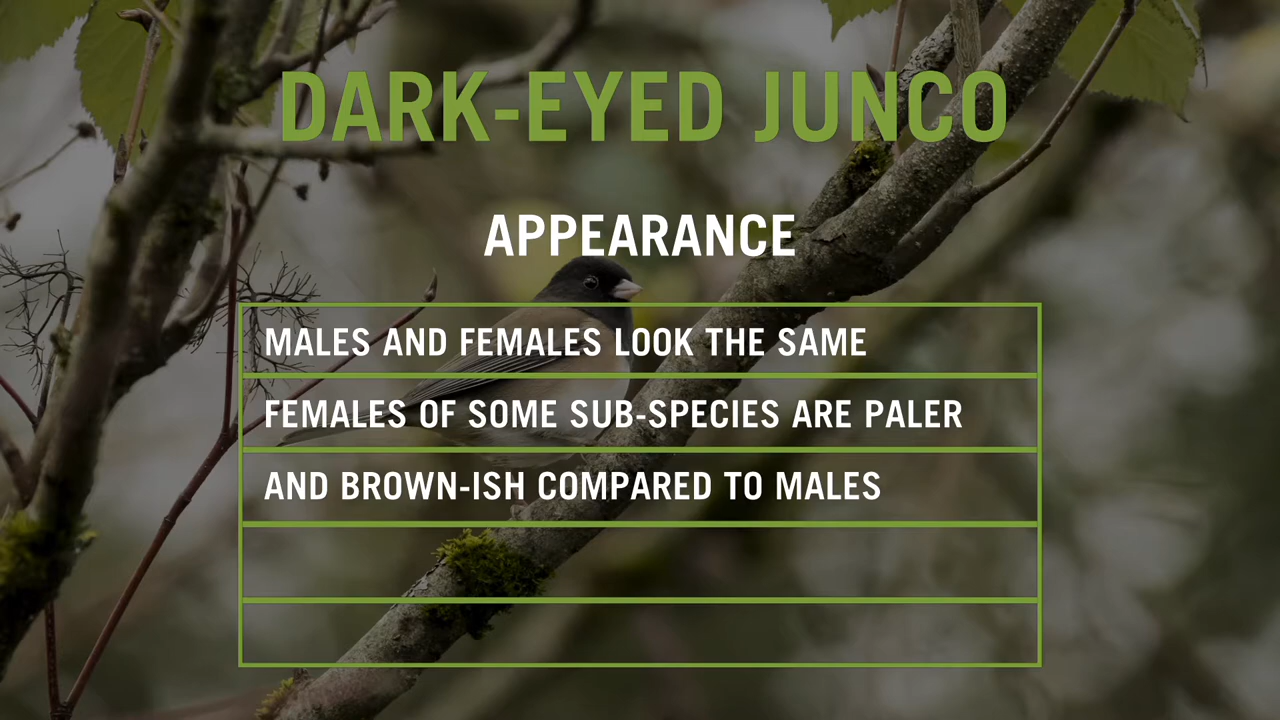 DARK-EYED JUNCO
APPEARANCE
MALES AND FEMALES LOOK THE SAME
FEMALES OF SOME SUB-SPECIES ARE PALER
AND BROWN-ISH COMPARED TO MALES